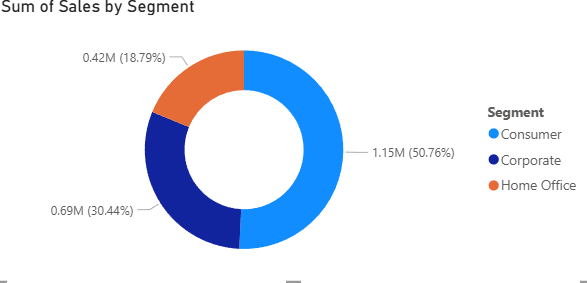 Sum of Sales by Segment
0.42M (18.79%)
Segment
Consumer
1.15M (50.76%)
Corporate
Home Office
0.69M (30.44%)